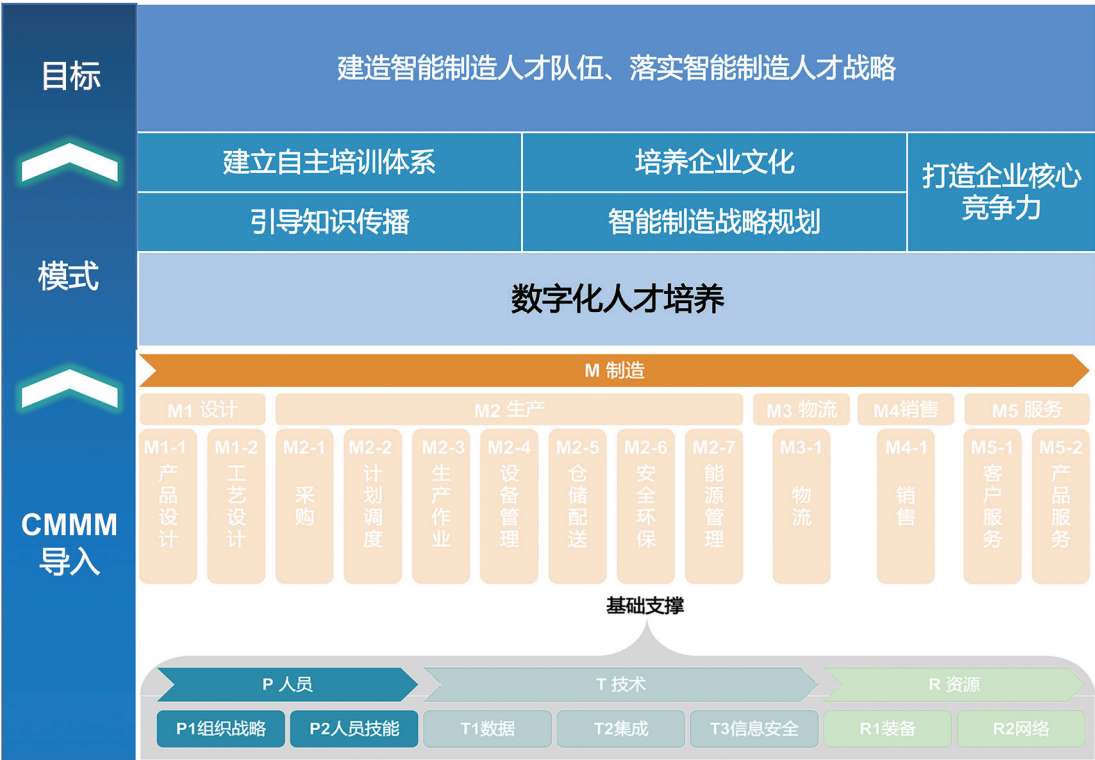 目标
建造智能制造人才队伍、落实智能制造人才战略
建立自主培训体系
培养企业文化
打造企业核心
竞争力
引导知识传播
智能制造战略规划
模式
数字化人才培养
CMMM
导入
M 制造
M1 设计
M2 生产
M3 物流
M4销售
M5 服务
M1-1
产品设计
M1-2
工艺设计
M2-1
采购
M2-2
计划调度
M2-3
生产作业
M2-4
设备管理
M2-5
仓储配送
M2-6
安全环保
M2-7
能源管理
M3-1
物流
M4-1
销售
M5-1
客户服务
M5-2
产品服务
基础支撑
P 人员
T 技术
R 资源
P1组织战略
P2人员技能
T1数据
T2集成
T3信息安全
R1装备
R2网络